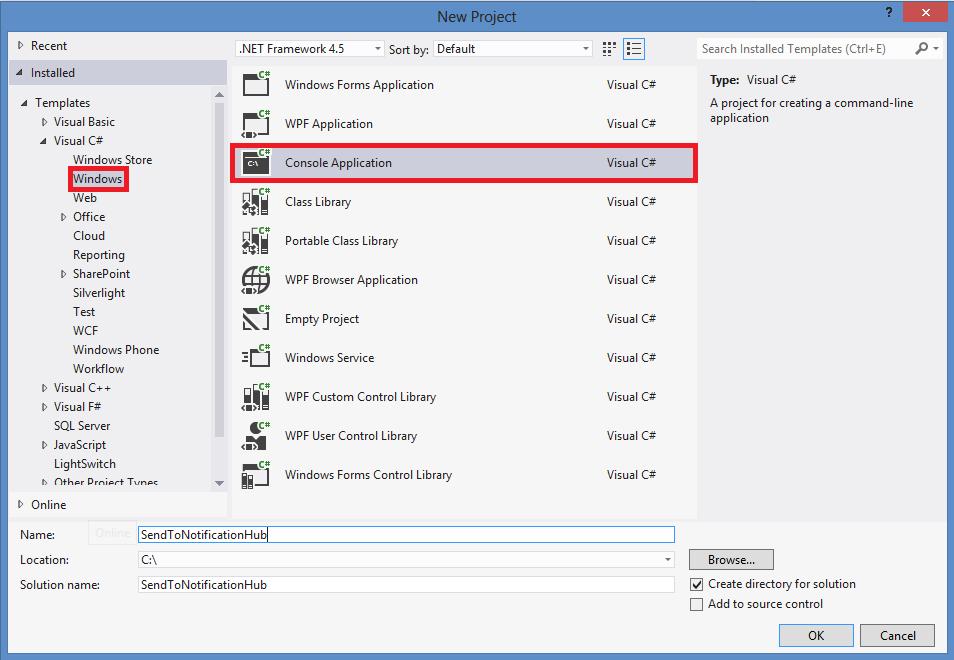 New Project
?
Recent
.NET Framework 4.5 Sort by: Default
Search Installed Templates (Ctrl+E)
Installed
Templates
Visual Basic
Visual C#
Windows Store
Windows
Web
Office
Cloud
Reporting
SharePoint
Silverlight
Test
WCF
Windows Phone
Workflow
Visual C++
Visual F#
SQL Server
JavaScript
LightSwitch
Other Project Types
Online
C# Windows Forms Application Visual C#
C# WPF Application Visual C#
C# C:\ Console Application Visual C#
C# Class Library Visual C#
C# Portable Class Library Visual C#
C# WPF Browser Application Visual C#
C# Empty Project Visual C#
C# Windows Service Visual C#
C# WPF Custom Control Library Visual C#
C# WPF User Control Library Visual C#
C# Windows Forms Control Library Visual C#
Type: Visual C#
A project for creating a command-line
application
Name: Online SendToNotificationHub
Location: C:\ Browse...
Solution name: SendToNotificationHub
Create directory for solution
Add to source control
OK Cancel